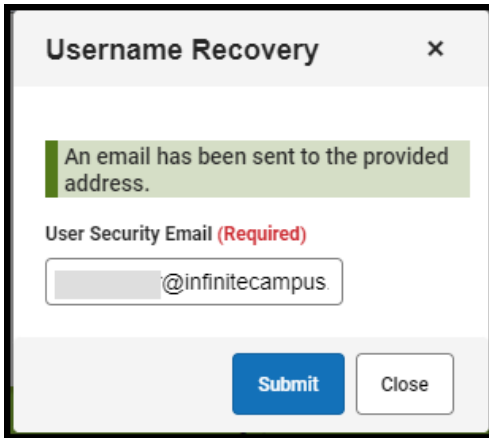 Username Recovery ×
An email has been sent to the provided
address.
User Security Email (Required)
@infinitecampus.
Submit Close